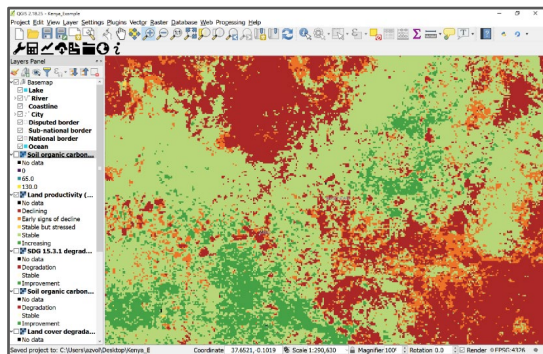 QGIS 2.18.25 - Kenya_Exmple
Project Edit View Layer Settings Plugins Vector Raster Database Web Processing Help
Layers Panel
Basemap
Lake
River
Coastline
City
Disputed border
Sub-national border
National border
Ocean
Soil organic carbon...
No data
0
65.0
130.0
Land productivity (...
No data
Declining
Early signs of decline
Stable but stressed
Stable
Increasing
SDG 15.3.1 degrad...
No data
Degradation
Stable
Improvement
Soil organic carbon...
No data
Degradation
Stable
Improvement
Land cover degrada...
No data
Saved project to: C:\Users\azvol\Desktop\Kenya_E Coordinate 37.6521,-0.1019 Scale 1:290,630 Magnifier 100% Rotation 0.0 Render EPSG:4326